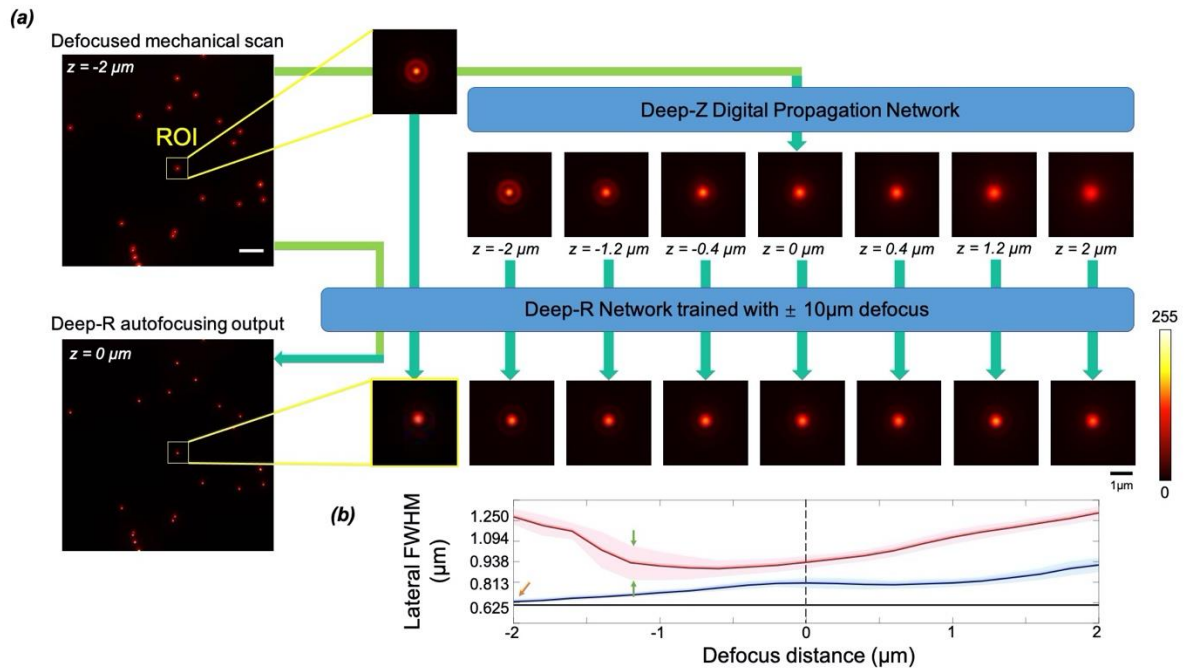 (a)
Defocused mechanical scan
z = -2 µm
ROI
Deep-Z Digital Propagation Network
z = -2 µm
z = -1.2 µm
z = -0.4 µm
z = 0 µm
z = 0.4 µm
z = 1.2 µm
z = 2 µm
Deep-R Network trained with ± 10µm defocus
Deep-R autofocusing output
z = 0 µm
255
0
1µm
(b)
Lateral FWHM
(µm)
1.250
1.094
0.938
0.813
0.625
-2
-1
0
1
2
Defocus distance (µm)